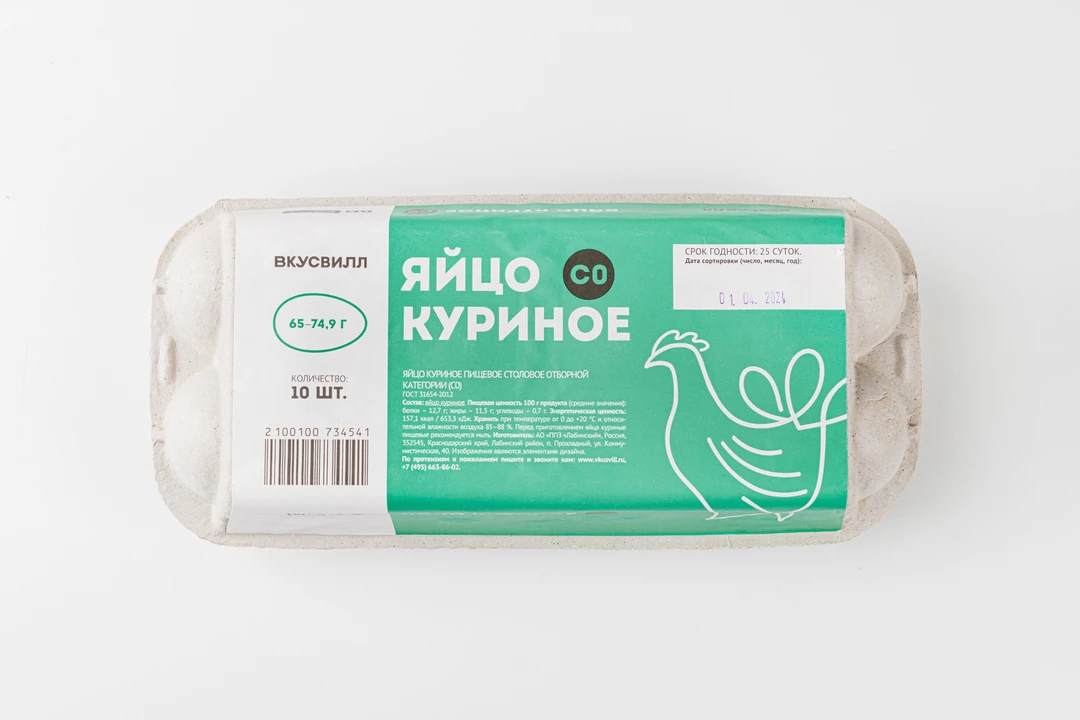 ВКУСВИЛЛ
65–74,9 Г
КОЛИЧЕСТВО:
10 ШТ.
2 100100 734541
ЯЙЦО С0
КУРИНОЕ
ЯЙЦО КУРИНОЕ ПИЩЕВОЕ СТОЛОВОЕ ОТБОРНОЙ
КАТЕГОРИИ (С0)
ГОСТ 31654-2012
Состав: яйцо куриное. Пищевая ценность 100 г продукта (средние значения):
белки – 12,7 г; жиры – 11,5 г; углеводы – 0,7 г. Энергетическая ценность:
157,1 ккал / 653,3 кДж. Хранить при температуре от 0 до +20 °С и относи-
тельной влажности воздуха 85–88 %. Перед приготовлением яйца куриные
пищевые рекомендуется мыть. Изготовитель: АО «ППЗ «Лабинский», Россия,
352545, Краснодарский край, Лабинский район, п. Прохладный, ул. Комму-
нистическая, 40. Изображения являются элементами дизайна.
По претензиям и пожеланиям пишите и звоните нам: www.vkusvill.ru,
+7 (495) 663-86-02.
СРОК ГОДНОСТИ: 25 СУТОК.
Дата сортировки (число, месяц, год):
01. 04. 2024